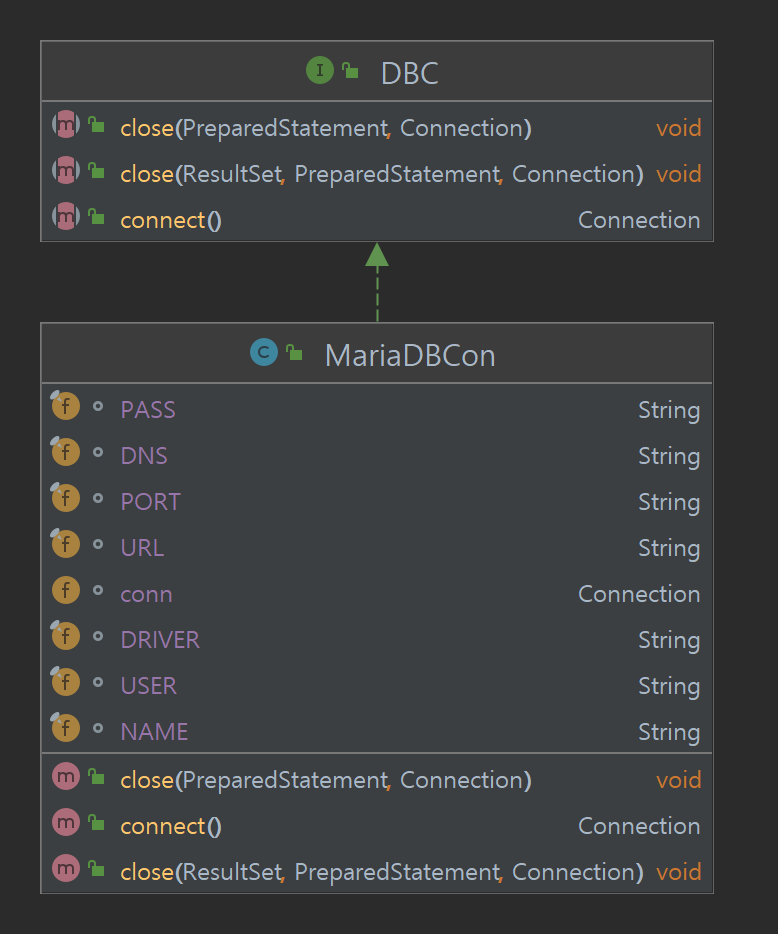 I DBC
m close(PreparedStatement, Connection) void
m close(ResultSet, PreparedStatement, Connection) void
m connect() Connection
C MariaDBCon
f PASS String
f DNS String
f PORT String
f URL String
f conn Connection
f DRIVER String
f USER String
f NAME String
m close(PreparedStatement, Connection) void
m connect() Connection
m close(ResultSet, PreparedStatement, Connection) void